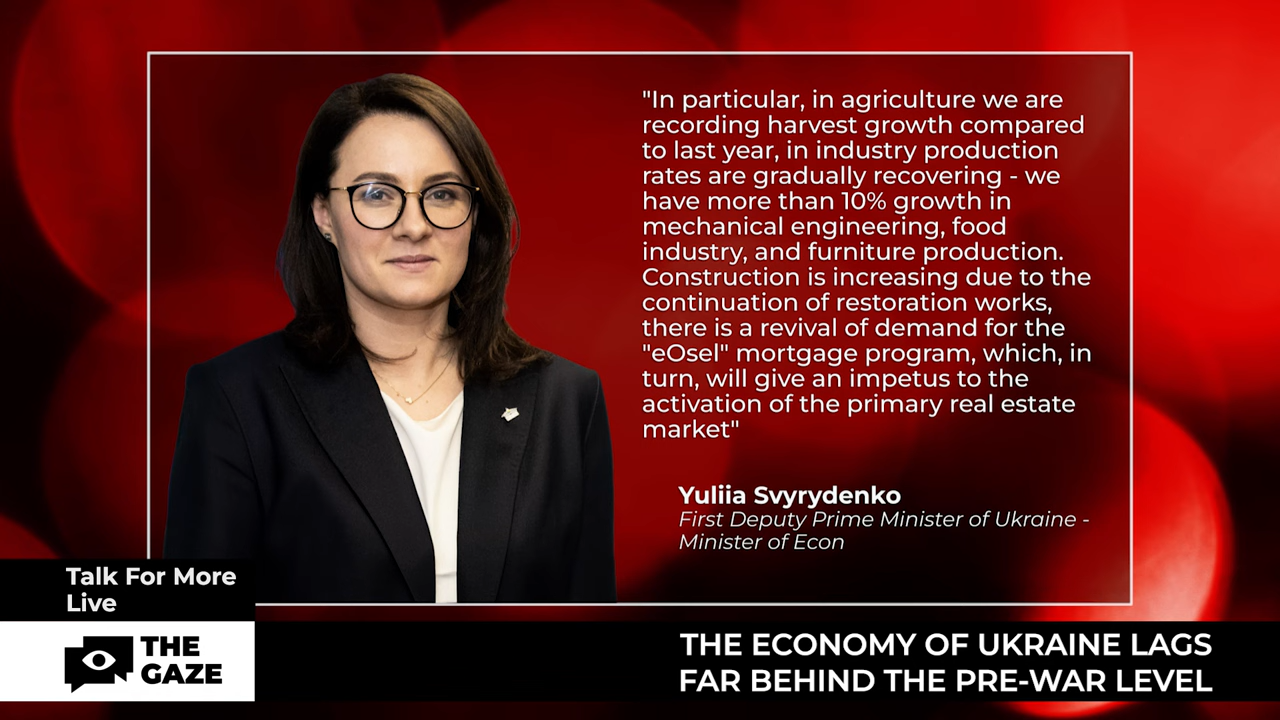 "In particular, in agriculture we are
recording harvest growth compared
to last year, in industry production
rates are gradually recovering - we
have more than 10% growth in
mechanical engineering, food
industry, and furniture production.
Construction is increasing due to the
continuation of restoration works,
there is a revival of demand for the
"eOsel" mortgage program, which, in
turn, will give an impetus to the
activation of the primary real estate
market"
Yuliia Svyrydenko
First Deputy Prime Minister of Ukraine -
Minister of Econ
Talk For More
Live
THE
GAZE
THE ECONOMY OF UKRAINE LAGS
FAR BEHIND THE PRE-WAR LEVEL